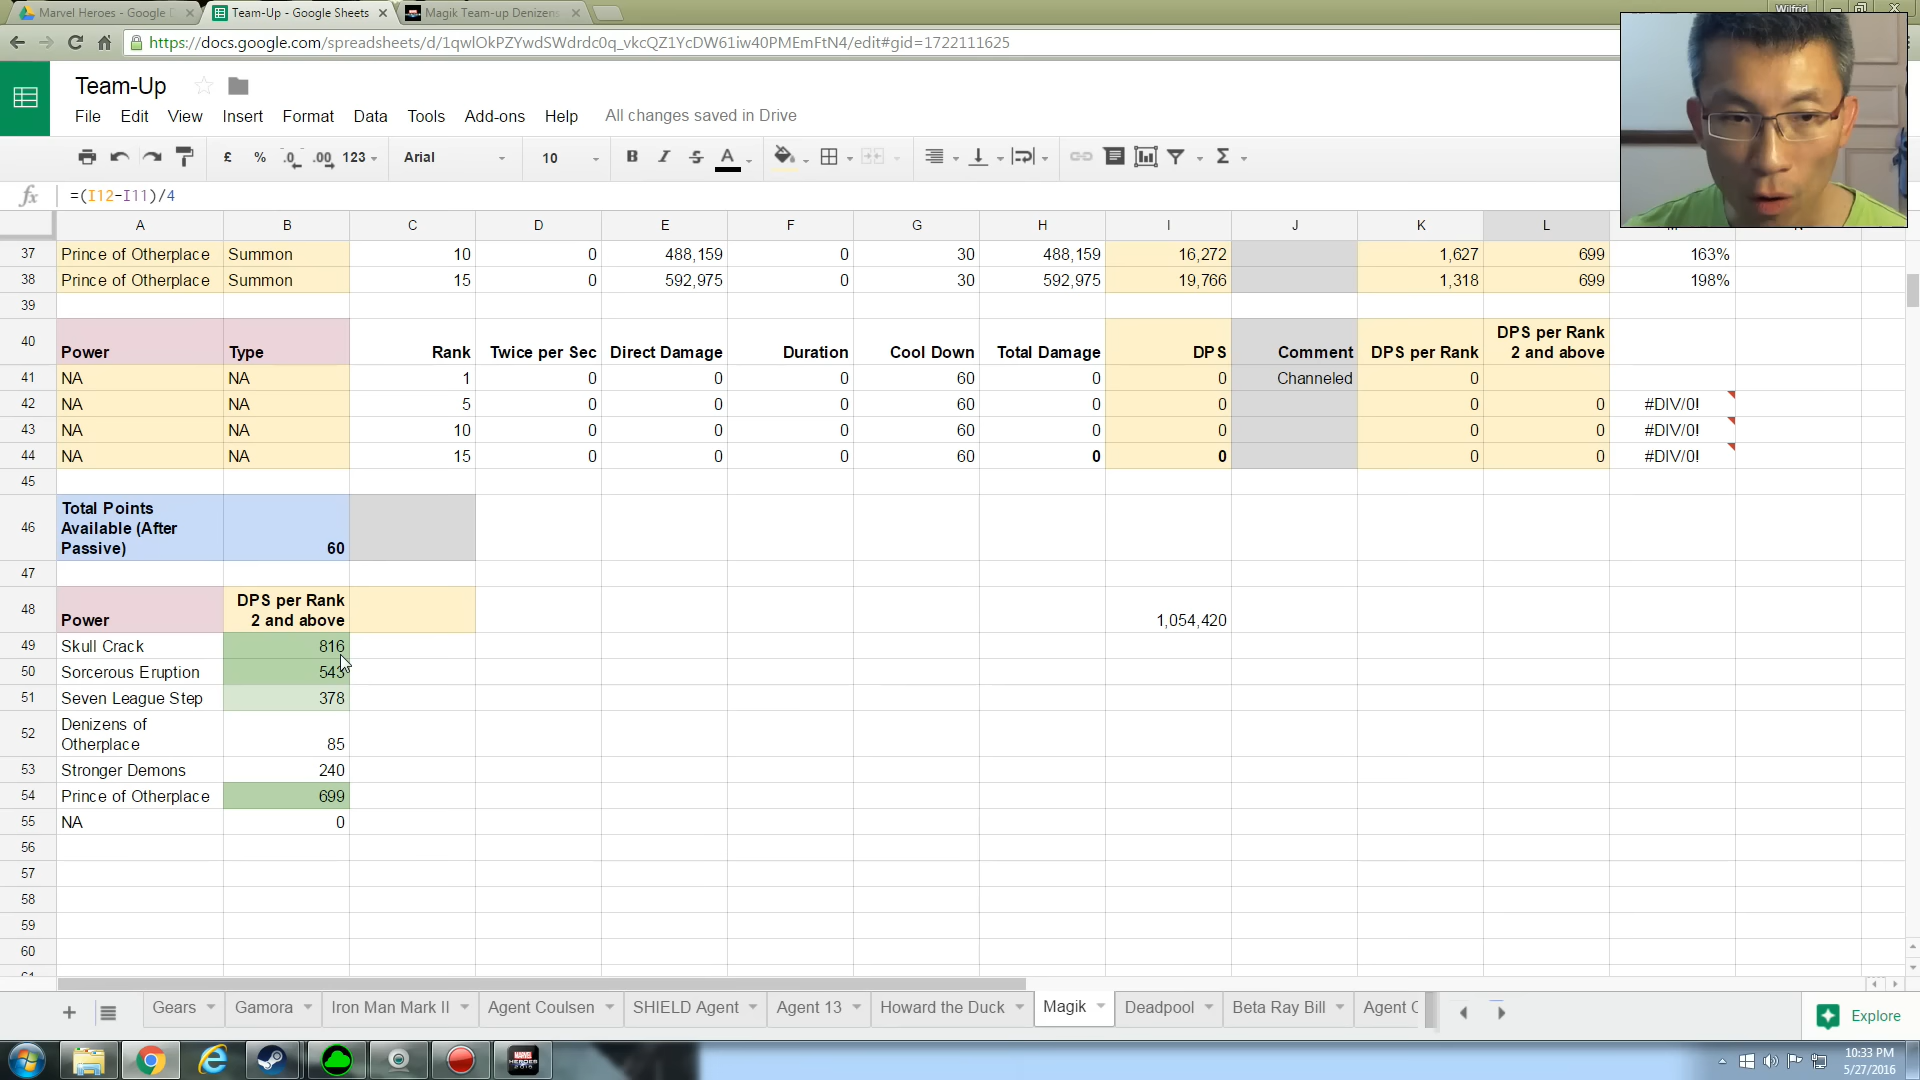 Marvel Heroes - Google D
Team-Up - Google Sheets
Magik Team-up Denizens
Wilfrid
https://docs.google.com/spreadsheets/d/1qwlOkPZYwdSWdrdc0q_vkcQZ1YcDW61iw40PMEmFtN4/edit#gid=1722111625
Team-Up
File Edit View Insert Format Data Tools Add-ons Help All changes saved in Drive
£ % .0 .00 123 Arial 10 B I S A Σ
fx =(I12-I11)/4
A B C D E F G H I J K L
37 Prince of Otherplace Summon 10 0 488,159 0 30 488,159 16,272 1,627 699 163%
38 Prince of Otherplace Summon 15 0 592,975 0 30 592,975 19,766 1,318 699 198%
39
DPS per Rank
40 Power Type Rank Twice per Sec Direct Damage Duration Cool Down Total Damage DPS Comment DPS per Rank 2 and above
41 NA NA 1 0 0 0 60 0 0 Channeled 0
42 NA NA 5 0 0 0 60 0 0 0 0 #DIV/0!
43 NA NA 10 0 0 0 60 0 0 0 0 #DIV/0!
44 NA NA 15 0 0 0 60 0 0 0 0 #DIV/0!
45
Total Points
46 Available (After
Passive) 60
47
DPS per Rank
48 Power 2 and above 1,054,420
49 Skull Crack 816
50 Sorcerous Eruption 543
51 Seven League Step 378
Denizens of
52 Otherplace 85
53 Stronger Demons 240
54 Prince of Otherplace 699
55 NA 0
56
57
58
59
60
Gears Gamora Iron Man Mark II Agent Coulsen SHIELD Agent Agent 13 Howard the Duck Magik Deadpool Beta Ray Bill Agent C Explore
MARVEL HEROES 2016
10:33 PM
5/27/2016